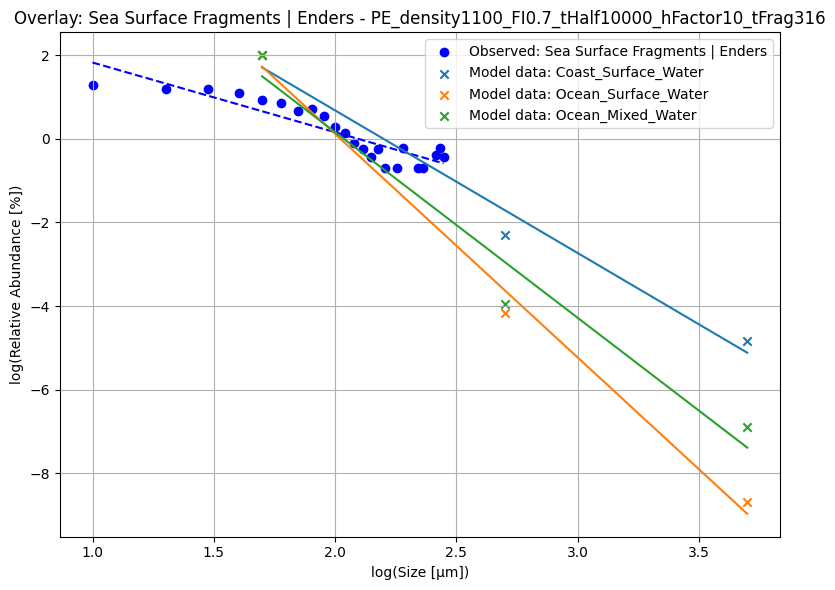 Overlay: Sea Surface Fragments | Enders - PE_density1100_FI0.7_tHalf10000_hFactor10_tFrag316
Observed: Sea Surface Fragments | Enders
Model data: Coast_Surface_Water
Model data: Ocean_Surface_Water
Model data: Ocean_Mixed_Water
log(Relative Abundance [%])
2
0
−2
−4
−6
−8
1.0 1.5 2.0 2.5 3.0 3.5
log(Size [μm])